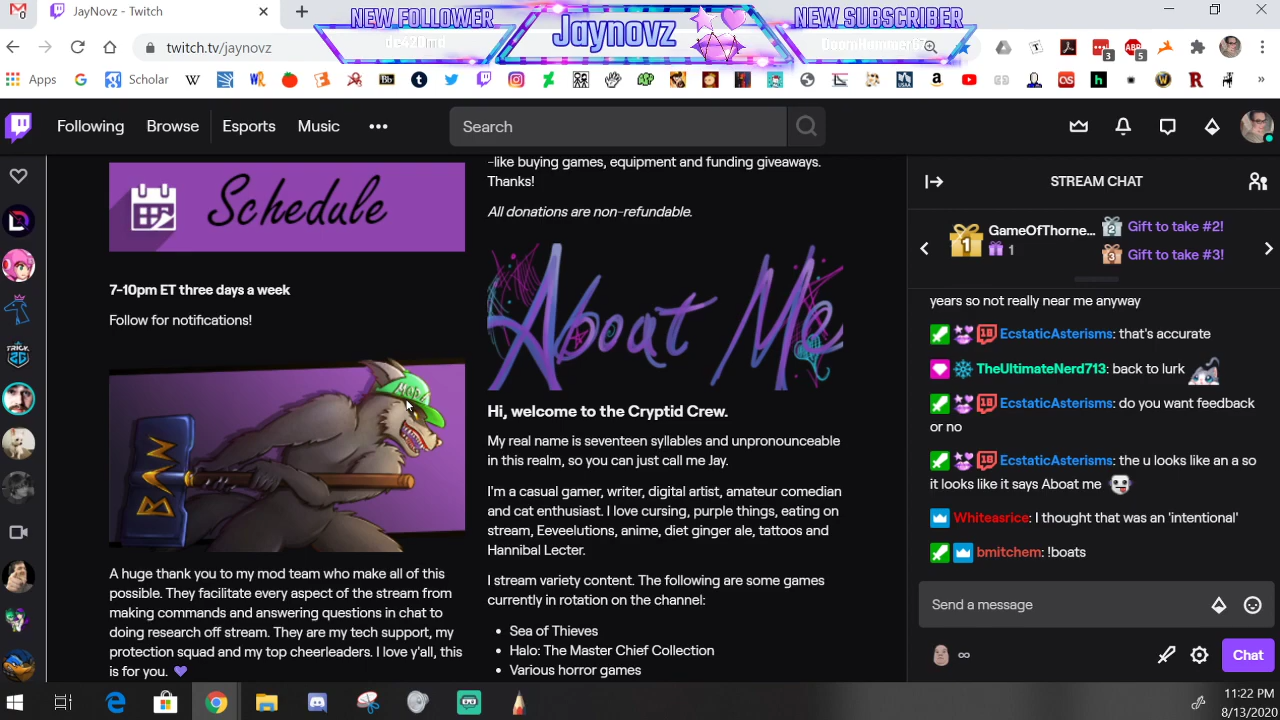 JayNovz - Twitch
NEW FOLLOWER
Jaynovz
NEW SUBSCRIBER
de42Dmd
twitch.tv/jaynovz
3
5
Apps
Scholar
Following
Browse
Esports
Music
Search
Schedule
7-10pm ET three days a week
Follow for notifications!
BAW
A huge thank you to my mod team who make all of this
possible. They facilitate every aspect of the stream from
making commands and answering questions in chat to
doing research off stream. They are my tech support, my
protection squad and my top cheerleaders. I love y'all, this
is for you. 💜
-like buying games, equipment and funding giveaways.
Thanks!
All donations are non-refundable.
About Me
Hi, welcome to the Cryptid Crew.
My real name is seventeen syllables and unpronounceable
in this realm, so you can just call me Jay.
I'm a casual gamer, writer, digital artist, amateur comedian
and cat enthusiast. I love cursing, purple things, eating on
stream, Eeveelutions, anime, diet ginger ale, tattoos and
Hannibal Lecter.
I stream variety content. The following are some games
currently in rotation on the channel:
• Sea of Thieves
• Halo: The Master Chief Collection
• Various horror games
STREAM CHAT
1
GameOfThorne...
1
2 Gift to take #2!
3 Gift to take #3!
years so not really near me anyway
EcstaticAsterisms: that's accurate
TheUltimateNerd713: back to lurk
EcstaticAsterisms: do you want feedback
or no
EcstaticAsterisms: the u looks like an a so
it looks like it says Aboat me
Whiteasrice: I thought that was an 'intentional'
bmitchem: !boats
Send a message
∞
Chat
11:22 PM
8/13/2020